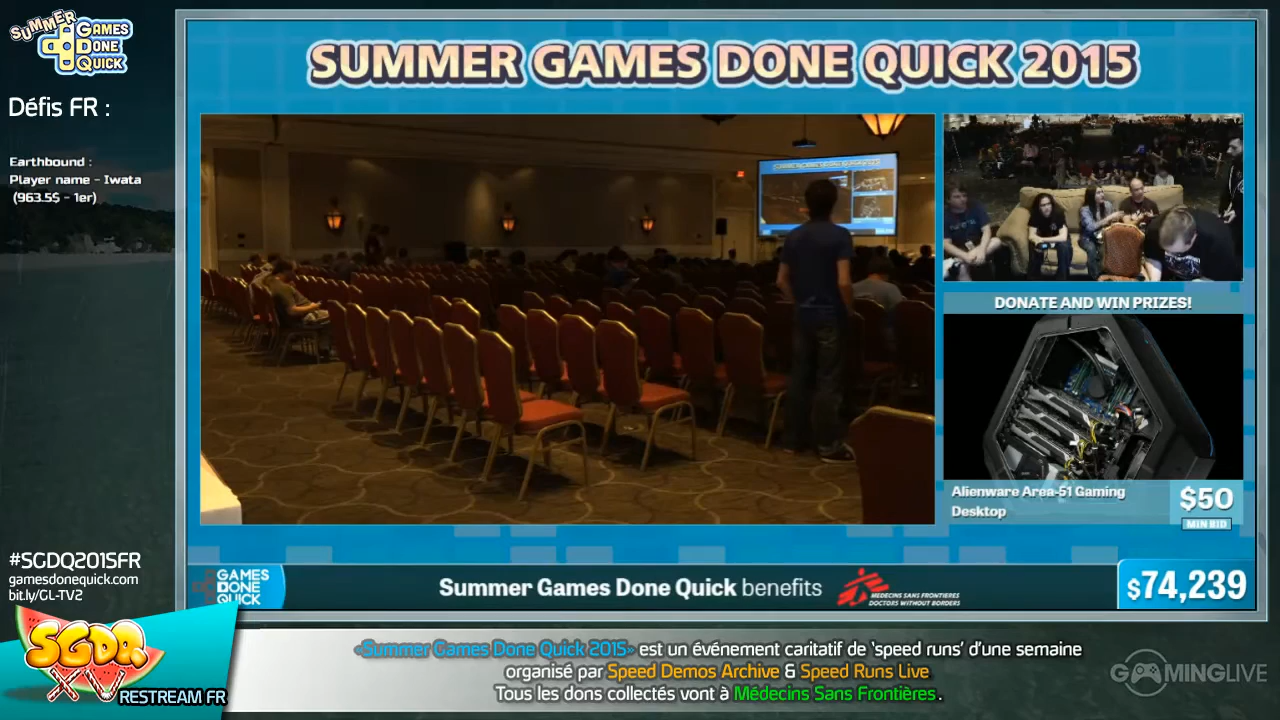 SUMMER
GAMES
DONE
QUICK
Défis FR :
Earthbound :
Player name - Iwata
(963.5$ - 1er)
SUMMER GAMES DONE QUICK 2015
DONATE AND WIN PRIZES!
Alienware Area-51 Gaming
Desktop
$50
MIN BID
#SGDQ2015FR
gamesdonequick.com
bit.ly/GL-TV2
GAMES
DONE
QUICK
Summer Games Done Quick benefits
MEDECINS SANS FRONTIERES
DOCTORS WITHOUT BORDERS
$74,239
SGDQ
XV
RESTREAM FR
«Summer Games Done Quick 2015» est un événement caritatif de 'speed runs' d'une semaine
organisé par Speed Demos Archive & Speed Runs Live
Tous les dons collectés vont à Médecins Sans Frontières.
GAMINGLIVE